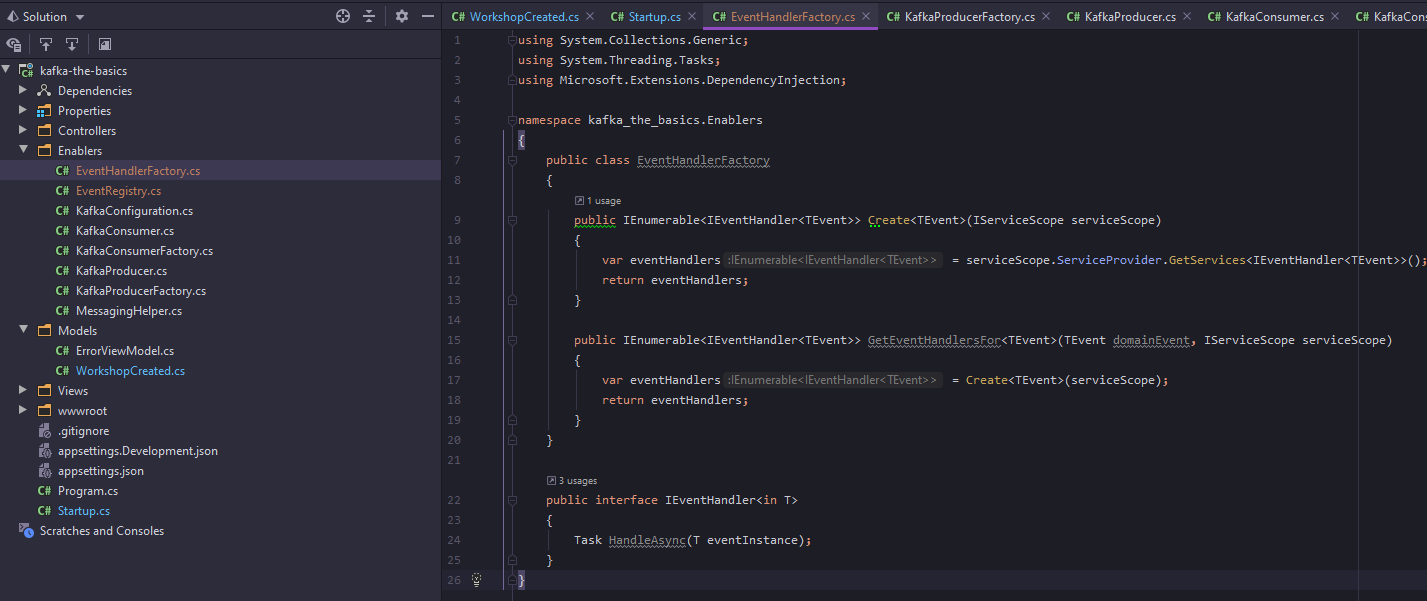 Solution
kafka-the-basics
Dependencies
Properties
Controllers
Enablers
C# EventHandlerFactory.cs
C# EventRegistry.cs
C# KafkaConfiguration.cs
C# KafkaConsumer.cs
C# KafkaConsumerFactory.cs
C# KafkaProducer.cs
C# KafkaProducerFactory.cs
C# MessagingHelper.cs
Models
C# ErrorViewModel.cs
C# WorkshopCreated.cs
Views
wwwroot
.gitignore
appsettings.Development.json
appsettings.json
C# Program.cs
C# Startup.cs
Scratches and Consoles
C# WorkshopCreated.cs C# Startup.cs C# EventHandlerFactory.cs C# KafkaProducerFactory.cs C# KafkaProducer.cs C# KafkaConsumer.cs C# KafkaCons
1 using System.Collections.Generic;
2 using System.Threading.Tasks;
3 using Microsoft.Extensions.DependencyInjection;
4
5 namespace kafka_the_basics.Enablers
6 {
7 public class EventHandlerFactory
8 {
1 usage
9 public IEnumerable<IEventHandler<TEvent>> Create<TEvent>(IServiceScope serviceScope)
10 {
11 var eventHandlers :IEnumerable<IEventHandler<TEvent>> = serviceScope.ServiceProvider.GetServices<IEventHandler<TEvent>>();
12 return eventHandlers;
13 }
14
15 public IEnumerable<IEventHandler<TEvent>> GetEventHandlersFor<TEvent>(TEvent domainEvent, IServiceScope serviceScope)
16 {
17 var eventHandlers :IEnumerable<IEventHandler<TEvent>> = Create<TEvent>(serviceScope);
18 return eventHandlers;
19 }
20 }
21
3 usages
22 public interface IEventHandler<in T>
23 {
24 Task HandleAsync(T eventInstance);
25 }
26 }